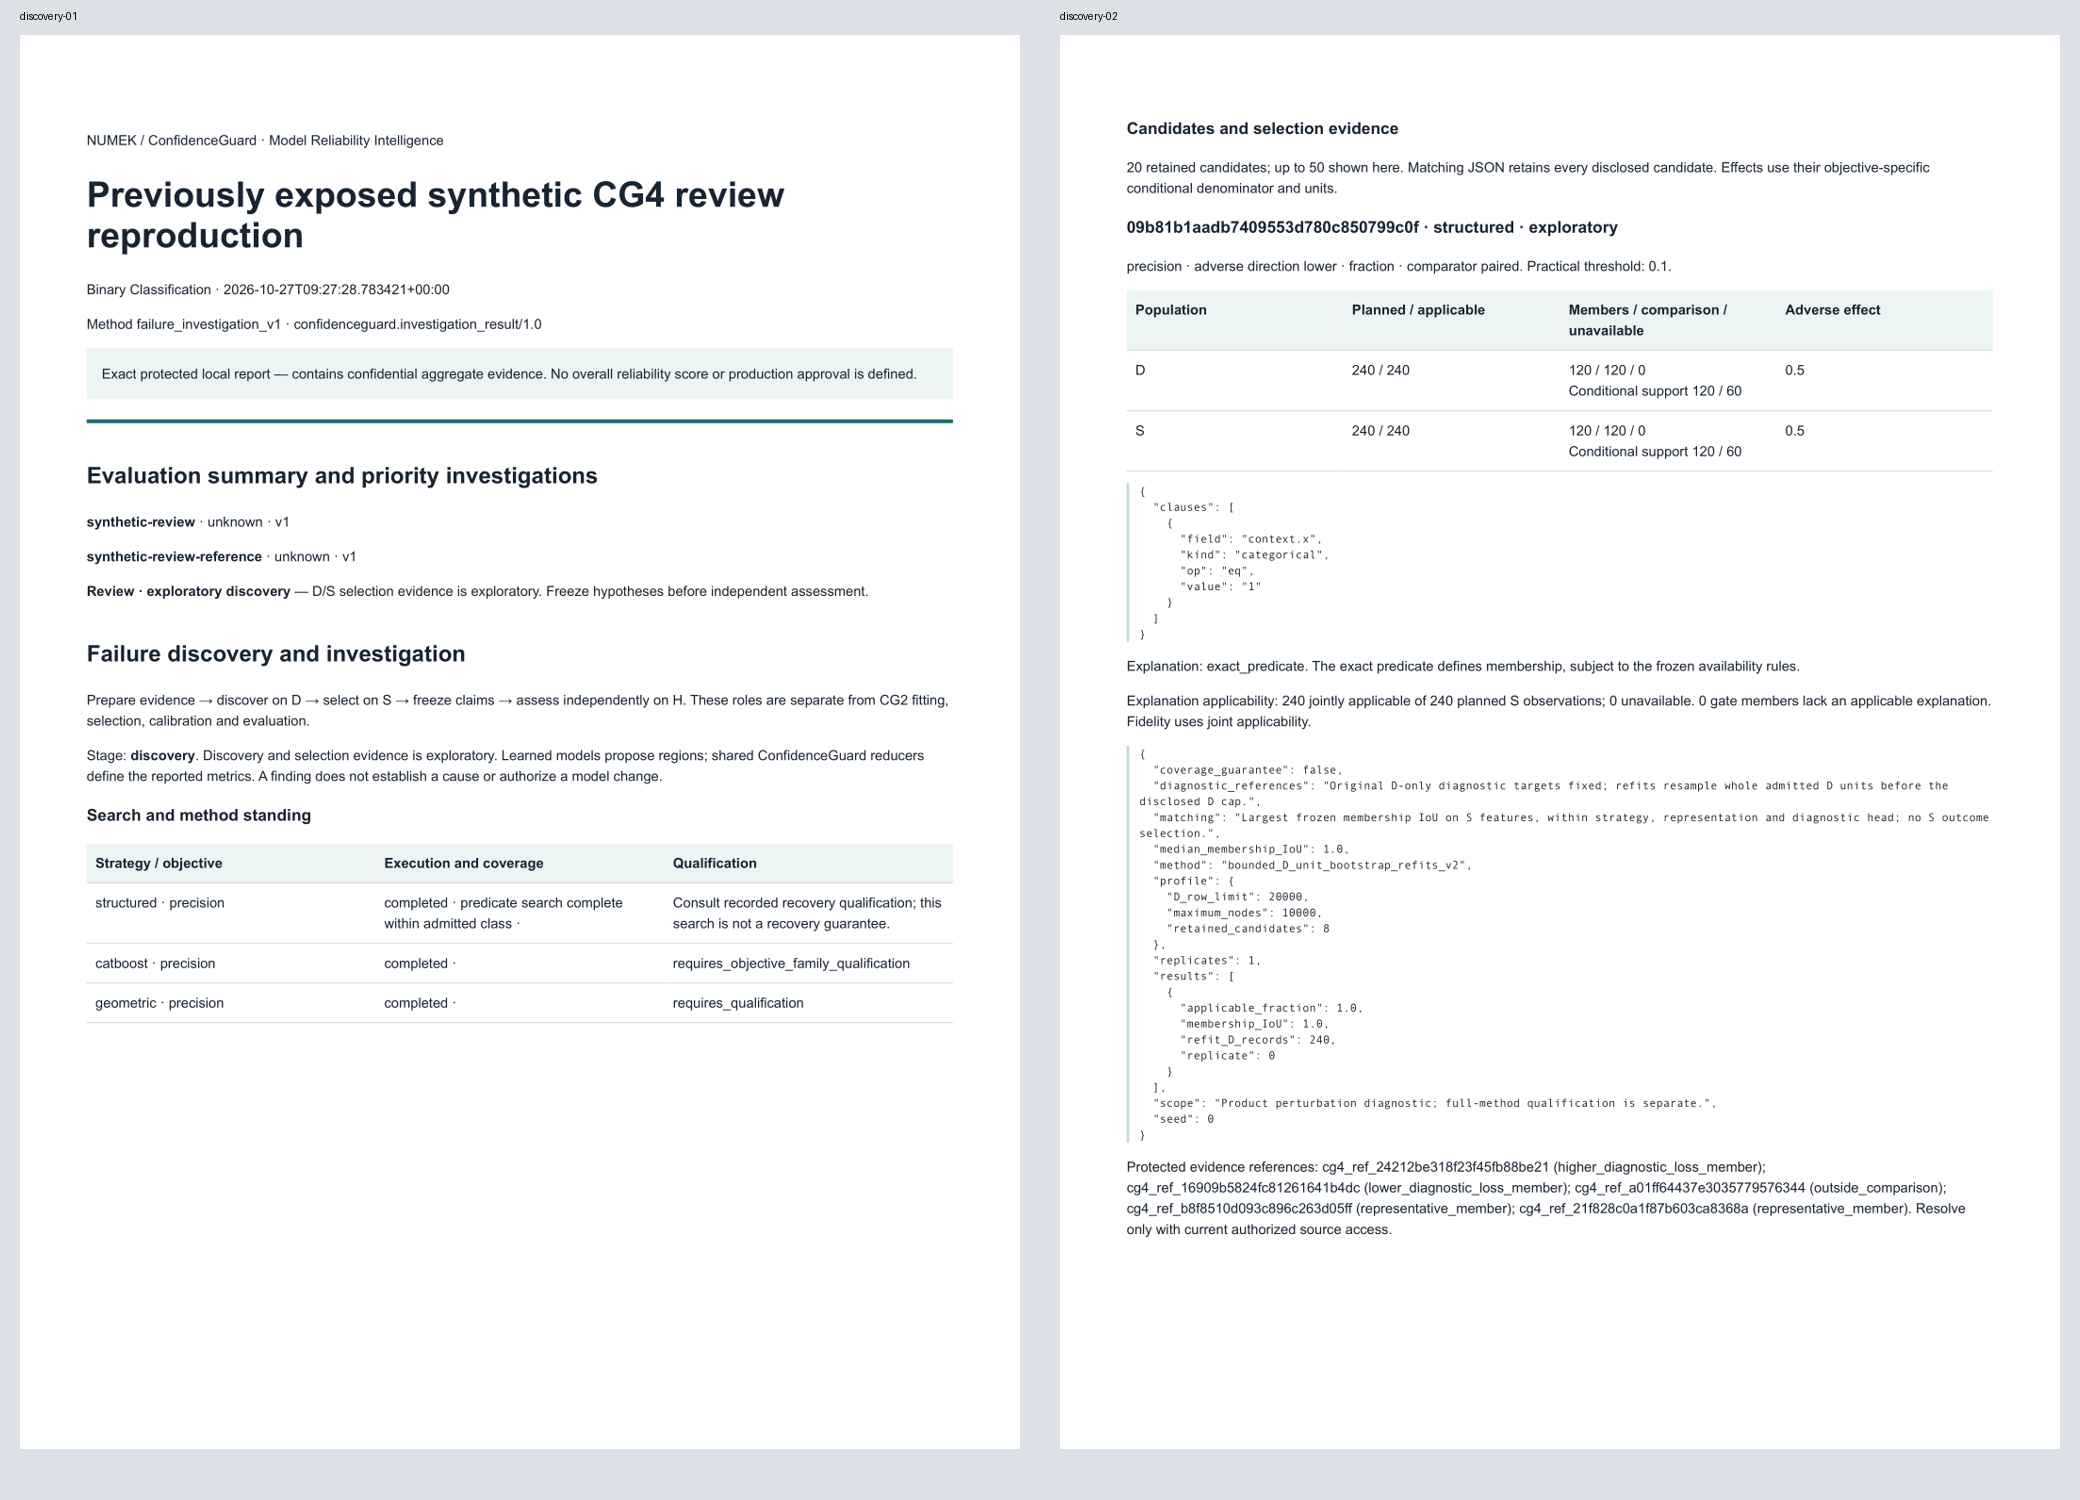 discovery-01
NUMEK / ConfidenceGuard · Model Reliability Intelligence
Previously exposed synthetic CG4 review
reproduction
Binary Classification · 2026-10-27T09:27:28.783421+00:00
Method failure_investigation_v1 · confidenceguard.investigation_result/1.0
Exact protected local report — contains confidential aggregate evidence. No overall reliability score or production approval is defined.
Evaluation summary and priority investigations
synthetic-review · unknown · v1
synthetic-review-reference · unknown · v1
Review · exploratory discovery — D/S selection evidence is exploratory. Freeze hypotheses before independent assessment.
Failure discovery and investigation
Prepare evidence → discover on D → select on S → freeze claims → assess independently on H. These roles are separate from CG2 fitting,
selection, calibration and evaluation.
Stage: discovery. Discovery and selection evidence is exploratory. Learned models propose regions; shared ConfidenceGuard reducers
define the reported metrics. A finding does not establish a cause or authorize a model change.
Search and method standing
Strategy / objective Execution and coverage Qualification
structured · precision completed · predicate search complete Consult recorded recovery qualification; this
within admitted class · search is not a recovery guarantee.
catboost · precision completed · requires_objective_family_qualification
geometric · precision completed · requires_qualification
discovery-02
Candidates and selection evidence
20 retained candidates; up to 50 shown here. Matching JSON retains every disclosed candidate. Effects use their objective-specific
conditional denominator and units.
09b81b1aadb7409553d780c850799c0f · structured · exploratory
precision · adverse direction lower · fraction · comparator paired. Practical threshold: 0.1.
Population Planned / applicable Members / comparison / Adverse effect
unavailable
D 240 / 240 120 / 120 / 0 0.5
Conditional support 120 / 60
S 240 / 240 120 / 120 / 0 0.5
Conditional support 120 / 60
{
"clauses": [
{
"field": "context.x",
"kind": "categorical",
"op": "eq",
"value": "1"
}
]
}
Explanation: exact_predicate. The exact predicate defines membership, subject to the frozen availability rules.
Explanation applicability: 240 jointly applicable of 240 planned S observations; 0 unavailable. 0 gate members lack an applicable explanation.
Fidelity uses joint applicability.
{
"coverage_guarantee": false,
"diagnostic_references": "Original D-only diagnostic targets fixed; refits resample whole admitted D units before the
disclosed D cap.",
"matching": "Largest frozen membership IoU on S features, within strategy, representation and diagnostic head; no S outcome
selection.",
"median_membership_IoU": 1.0,
"method": "bounded_D_unit_bootstrap_refits_v2",
"profile": {
"D_row_limit": 20000,
"maximum_nodes": 10000,
"retained_candidates": 8
},
"replicates": 1,
"results": [
{
"applicable_fraction": 1.0,
"membership_IoU": 1.0,
"refit_D_records": 240,
"replicate": 0
}
],
"scope": "Product perturbation diagnostic; full-method qualification is separate.",
"seed": 0
}
Protected evidence references: cg4_ref_24212be318f23f45fb88be21 (higher_diagnostic_loss_member);
cg4_ref_16909b5824fc81261641b4dc (lower_diagnostic_loss_member); cg4_ref_a01ff64437e3035779576344 (outside_comparison);
cg4_ref_b8f8510d093c896c263d05ff (representative_member); cg4_ref_21f828c0a1f87b603ca8368a (representative_member). Resolve
only with current authorized source access.